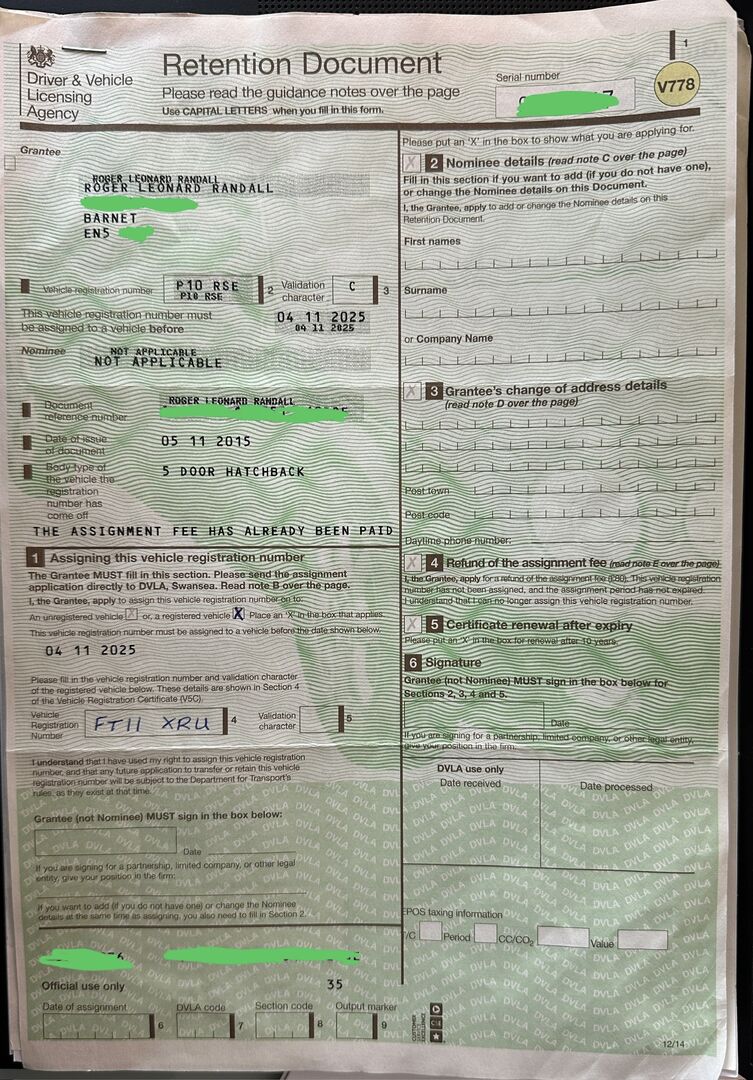 Driver & Vehicle
Licensing
Agency
Retention Document
Please read the guidance notes over the page
Use CAPITAL LETTERS when you fill in this form.
Serial number
1
V778
Grantee
ROGER LEONARD RANDALL
ROGER LEONARD RANDALL
BARNET
EN5
Vehicle registration number
P10 RSE
P10 RSE
2
Validation
character
C
3
This vehicle registration number must
be assigned to a vehicle before
04 11 2025
04 11 2025
Nominee
NOT APPLICABLE
NOT APPLICABLE
Document
reference number
ROGER LEONARD RANDALL
Date of issue
of document
05 11 2015
Body type of
the vehicle the
registration
number has
come off
5 DOOR HATCHBACK
THE ASSIGNMENT FEE HAS ALREADY BEEN PAID
1 Assigning this vehicle registration number
The Grantee MUST fill in this section. Please send the assignment
application directly to DVLA, Swansea. Read note B over the page.
I, the Grantee, apply to assign this vehicle registration number on to:
An unregistered vehicle X or, a registered vehicle X Place an 'X' in the box that applies.
This vehicle registration number must be assigned to a vehicle before the date shown below.
04 11 2025
Please fill in the vehicle registration number and validation character
of the registered vehicle below. These details are shown in Section 4
of the Vehicle Registration Certificate (V5C).
Vehicle
Registration
Number
FT11 XRU
4
Validation
character
5
I understand that I have used my right to assign this vehicle registration
number, and that any future application to transfer or retain this vehicle
registration number will be subject to the Department for Transport's
rules, as they exist at that time.
Grantee (not Nominee) MUST sign in the box below:
Date
If you are signing for a partnership, limited company, or other legal
entity, give your position in the firm:
If you want to add (if you do not have one) or change the Nominee
details at the same time as assigning, you also need to fill in Section 2.
Official use only
35
Date of assignment
6
DVLA code
7
Section code
8
Output marker
9
Please put an 'X' in the box to show what you are applying for.
X 2 Nominee details (read note C over the page)
Fill in this section if you want to add (if you do not have one),
or change the Nominee details on this Document.
I, the Grantee, apply to add or change the Nominee details on this
Retention Document.
First names
Surname
or Company Name
X 3 Grantee's change of address details
(read note D over the page)
Post town
Post code
Daytime phone number:
X 4 Refund of the assignment fee (read note E over the page)
I, the Grantee, apply for a refund of the assignment fee (£80). This vehicle registration
number has not been assigned, and the assignment period has not expired.
I understand that I can no longer assign this vehicle registration number.
X 5 Certificate renewal after expiry
Please put an 'X' in the box for renewal after 10 years.
6 Signature
Grantee (not Nominee) MUST sign in the box below for
Sections 2, 3, 4 and 5.
Date
If you are signing for a partnership, limited company, or other legal entity,
give your position in the firm:
DVLA use only
Date received
Date processed
EPOS taxing information
Period
CC/CO₂
Value
12/14